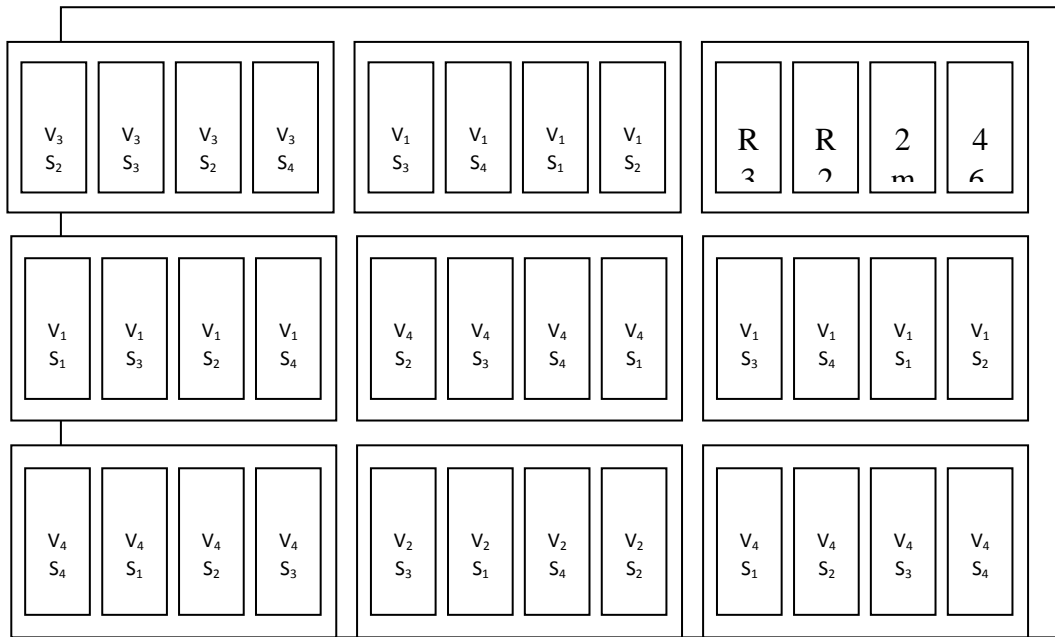 V₃ V₃ V₃ V₃
S₂ S₃ S₂ S₄
V₁ V₁ V₁ V₁
S₃ S₄ S₁ S₂
R R 2 4
3 2 m 6
V₁ V₁ V₁ V₁
S₁ S₃ S₂ S₄
V₄ V₄ V₄ V₄
S₂ S₃ S₄ S₁
V₁ V₁ V₁ V₁
S₃ S₄ S₁ S₂
V₄ V₄ V₄ V₄
S₄ S₁ S₂ S₃
V₂ V₂ V₂ V₂
S₃ S₁ S₄ S₂
V₄ V₄ V₄ V₄
S₁ S₂ S₃ S₄